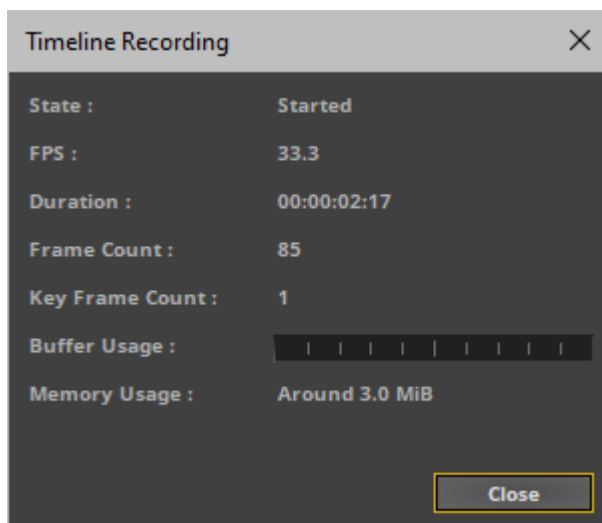 Timeline Recording
State : Started
FPS : 33.3
Duration : 00:00:02:17
Frame Count : 85
Key Frame Count : 1
Buffer Usage :
Memory Usage : Around 3.0 MiB
Close